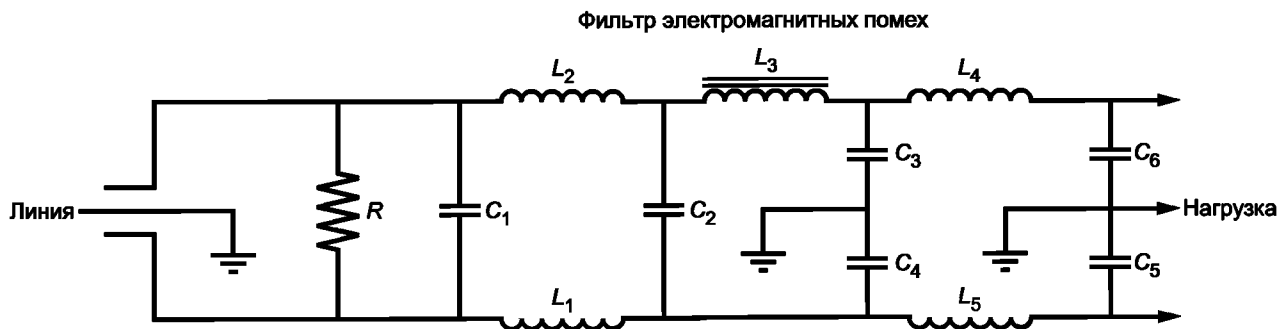 Фильтр электромагнитных помех
L2
L3
L4
Линия
R
C1
C2
C3
C4
C6
C5
Нагрузка
L1
L5